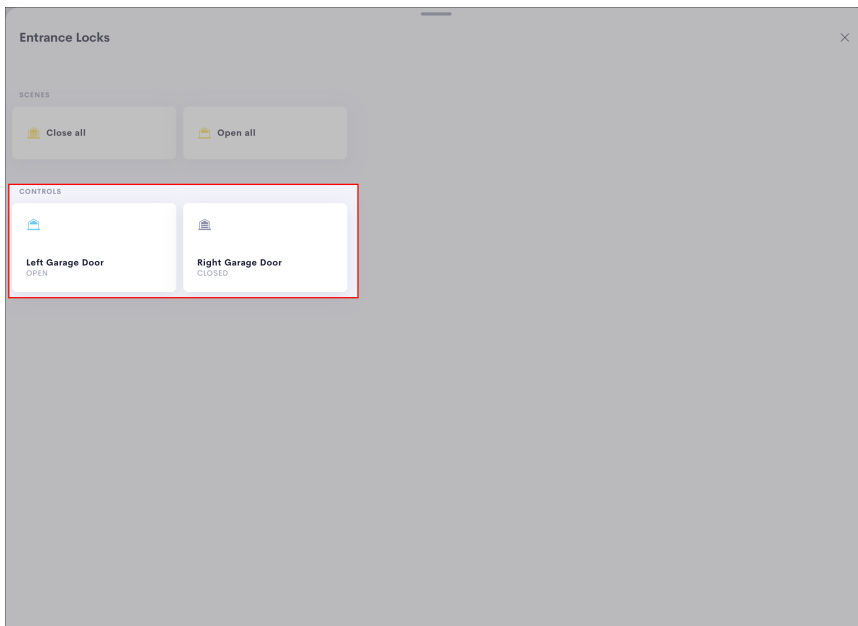 Entrance Locks
SCENES
Close all
Open all
CONTROLS
Left Garage Door
OPEN
Right Garage Door
CLOSED